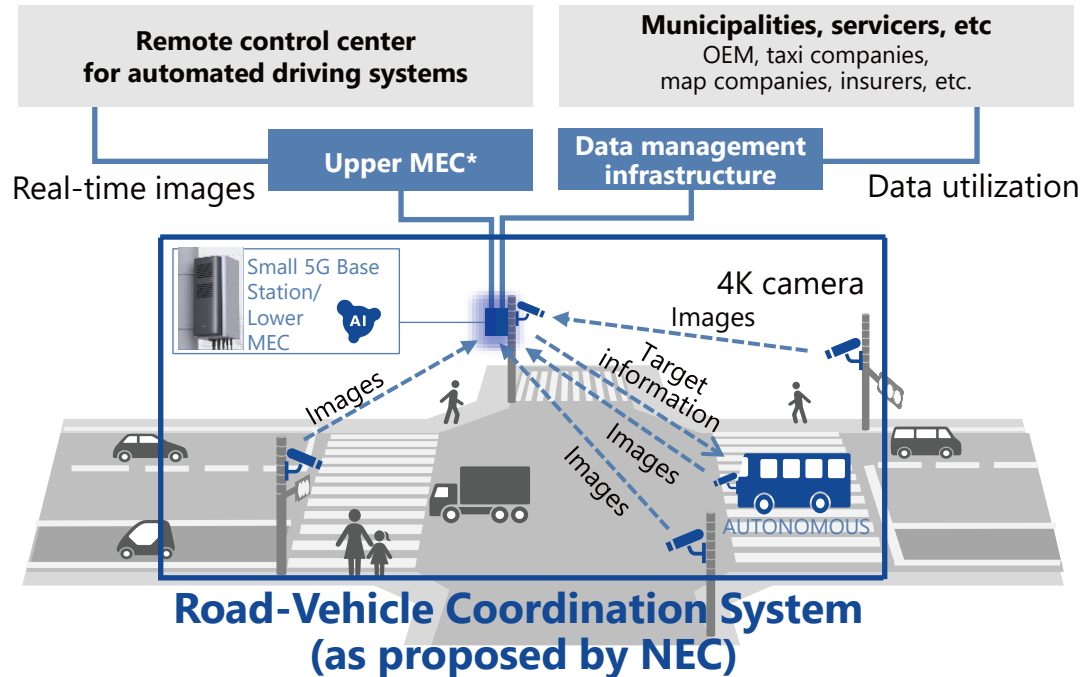 Remote control center
for automated driving systems
Municipalities, servicers, etc
OEM, taxi companies,
map companies, insurers, etc.
Upper MEC*
Data management
infrastructure
Real-time images
Data utilization
Small 5G Base
Station/
Lower
MEC
AI
4K camera
Images
Target
information
Images
Images
Images
AUTONOMOUS
Road-Vehicle Coordination System
(as proposed by NEC)